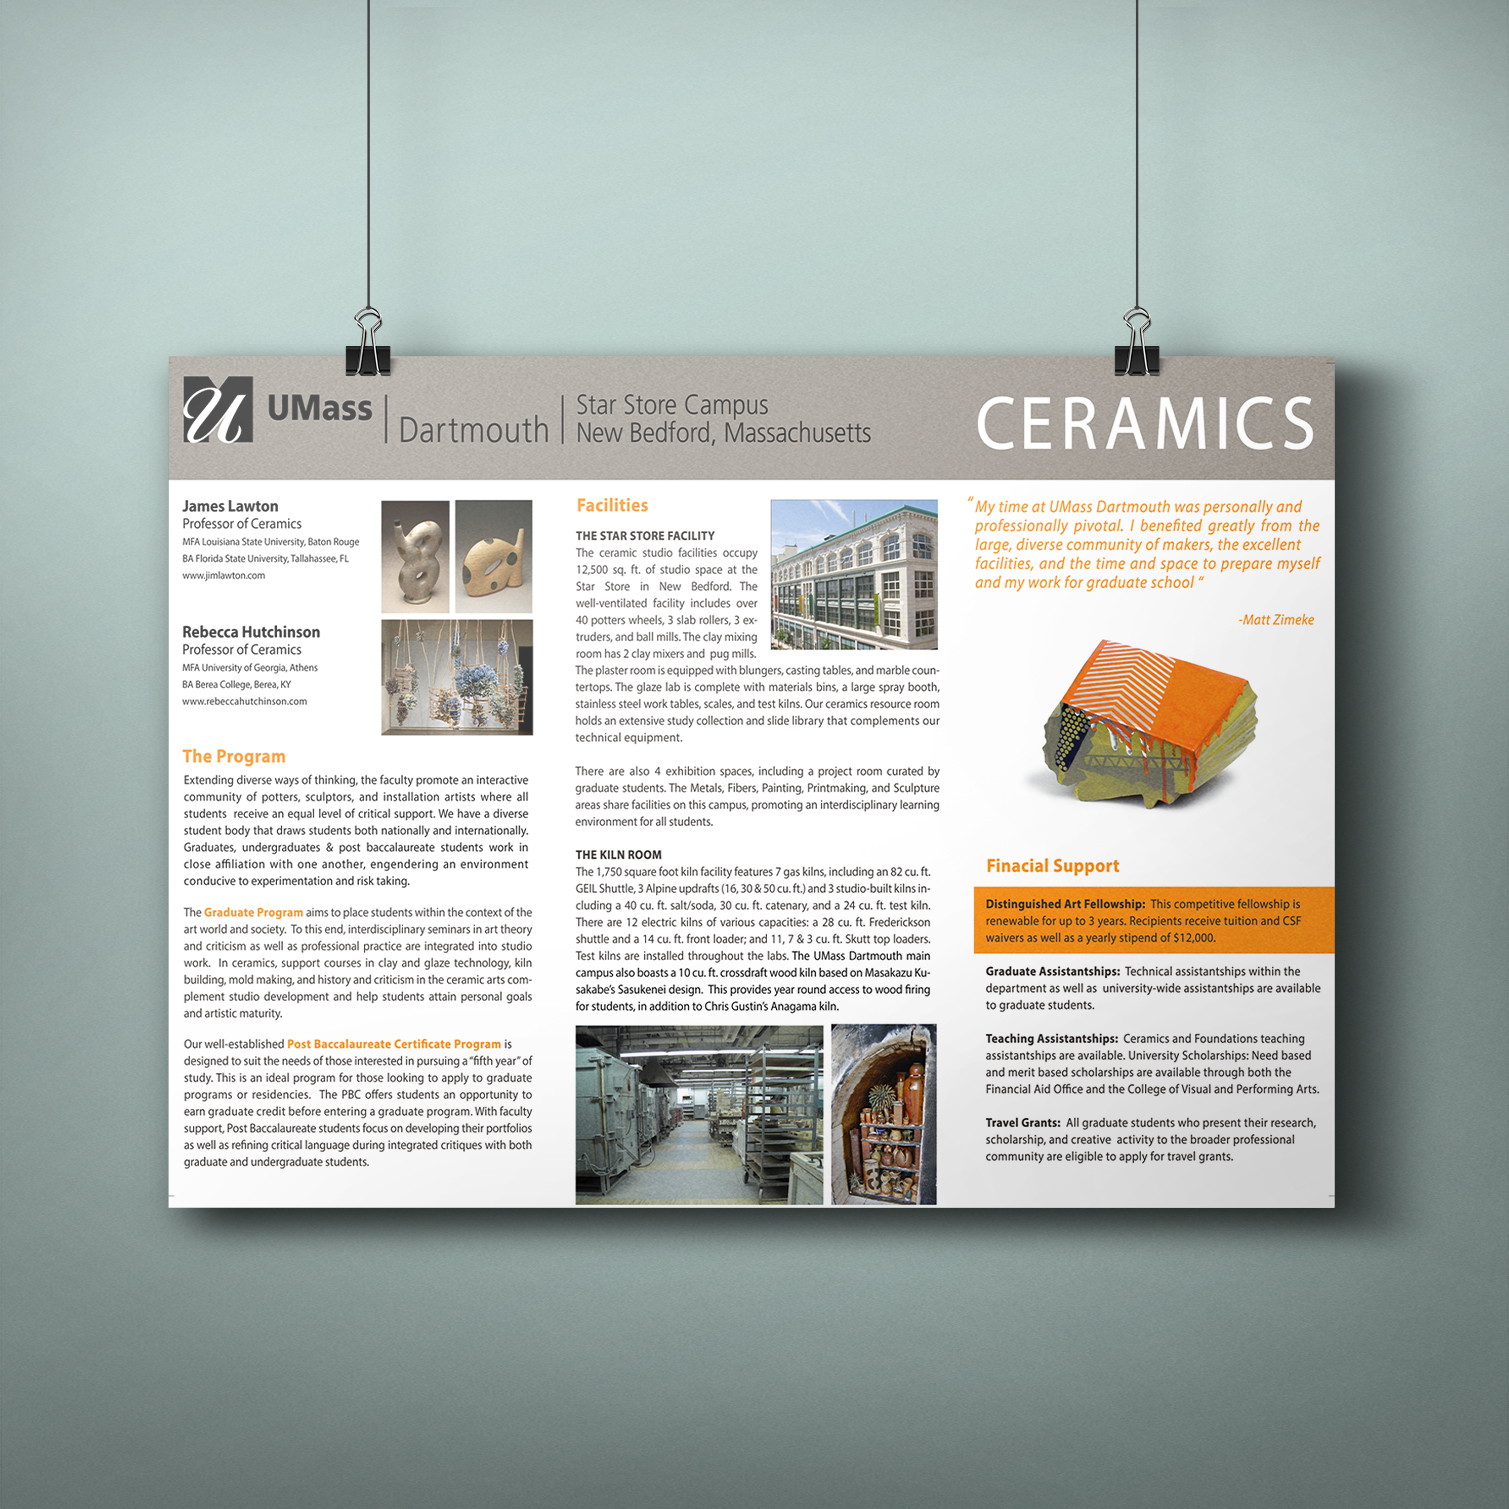 UMass
Dartmouth
Star Store Campus
New Bedford, Massachusetts
CERAMICS
James Lawton
Professor of Ceramics
MFA Louisiana State University, Baton Rouge
BA Florida State University, Tallahassee, FL
www.jimlawton.com
Rebecca Hutchinson
Professor of Ceramics
MFA University of Georgia, Athens
BA Berea College, Berea, KY
www.rebeccahutchinson.com
The Program
Extending diverse ways of thinking, the faculty promote an interactive
community of potters, sculptors, and installation artists where all
students receive an equal level of critical support. We have a diverse
student body that draws students both nationally and internationally.
Graduates, undergraduates & post baccalaureate students work in
close affiliation with one another, engendering an environment
conducive to experimentation and risk taking.
The Graduate Program aims to place students within the context of the
art world and society. To this end, interdisciplinary seminars in art theory
and criticism as well as professional practice are integrated into studio
work. In ceramics, support courses in clay and glaze technology, kiln
building, mold making, and history and criticism in the ceramic arts com-
plement studio development and help students attain personal goals
and artistic maturity.
Our well-established Post Baccalaureate Certificate Program is
designed to suit the needs of those interested in pursuing a "fifth year" of
study. This is an ideal program for those looking to apply to graduate
programs or residencies. The PBC offers students an opportunity to
earn graduate credit before entering a graduate program. With faculty
support, Post Baccalaureate students focus on developing their portfolios
as well as refining critical language during integrated critiques with both
graduate and undergraduate students.
Facilities
THE STAR STORE FACILITY
The ceramic studio facilities occupy
12,500 sq. ft. of studio space at the
Star Store in New Bedford. The
well-ventilated facility includes over
40 potters wheels, 3 slab rollers, 3 ex-
truders, and ball mills. The clay mixing
room has 2 clay mixers and pug mills.
The plaster room is equipped with blungers, casting tables, and marble coun-
tertops. The glaze lab is complete with materials bins, a large spray booth,
stainless steel work tables, scales, and test kilns. Our ceramics resource room
holds an extensive study collection and slide library that complements our
technical equipment.
There are also 4 exhibition spaces, including a project room curated by
graduate students. The Metals, Fibers, Painting, Printmaking, and Sculpture
areas share facilities on this campus, promoting an interdisciplinary learning
environment for all students.
THE KILN ROOM
The 1,750 square foot kiln facility features 7 gas kilns, including an 82 cu. ft.
GEIL Shuttle, 3 Alpine updrafts (16, 30 & 50 cu. ft.) and 3 studio-built kilns in-
cluding a 40 cu. ft. salt/soda, 30 cu. ft. catenary, and a 24 cu. ft. test kiln.
There are 12 electric kilns of various capacities: a 28 cu. ft. Frederickson
shuttle and a 14 cu. ft. front loader; and 11, 7 & 3 cu. ft. Skutt top loaders.
Test kilns are installed throughout the labs. The UMass Dartmouth main
campus also boasts a 10 cu. ft. crossdraft wood kiln based on Masakazu Ku-
sakabe's Sasukenei design. This provides year round access to wood firing
for students, in addition to Chris Gustin's Anagama kiln.
"My time at UMass Dartmouth was personally and
professionally pivotal. I benefited greatly from the
large, diverse community of makers, the excellent
facilities, and the time and space to prepare myself
and my work for graduate school "
-Matt Zimeke
Finacial Support
Distinguished Art Fellowship: This competitive fellowship is
renewable for up to 3 years. Recipients receive tuition and CSF
waivers as well as a yearly stipend of $12,000.
Graduate Assistantships: Technical assistantships within the
department as well as university-wide assistantships are available
to graduate students.
Teaching Assistantships: Ceramics and Foundations teaching
assistantships are available. University Scholarships: Need based
and merit based scholarships are available through both the
Financial Aid Office and the College of Visual and Performing Arts.
Travel Grants: All graduate students who present their research,
scholarship, and creative activity to the broader professional
community are eligible to apply for travel grants.